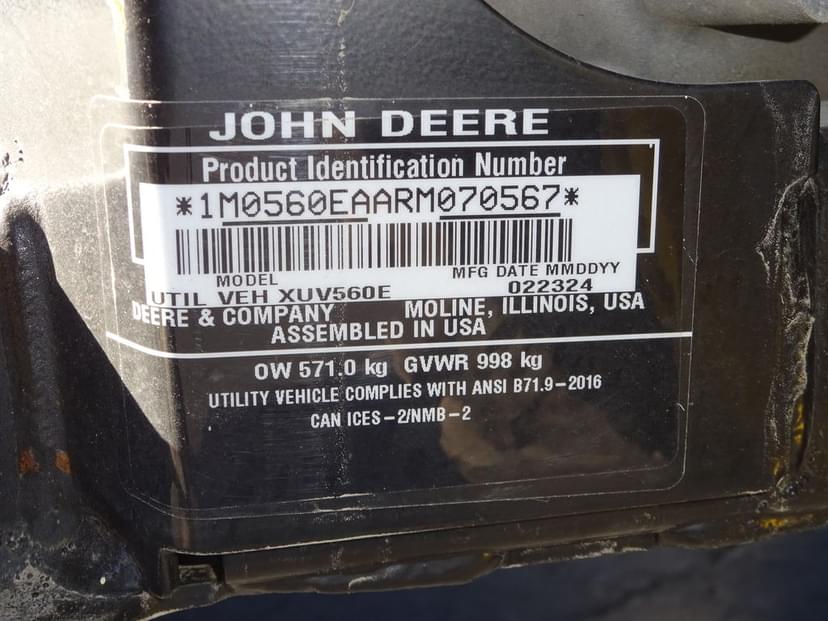 JOHN DEERE
Product Identification Number
*1M0560EAARM070567*
MODEL
MFG DATE MMDDYY
UTIL VEH XUV560E
022324
DEERE & COMPANY MOLINE, ILLINOIS, USA
ASSEMBLED IN USA
OW 571.0 kg GVWR 998 kg
UTILITY VEHICLE COMPLIES WITH ANSI B71.9-2016
CAN ICES-2/NMB-2